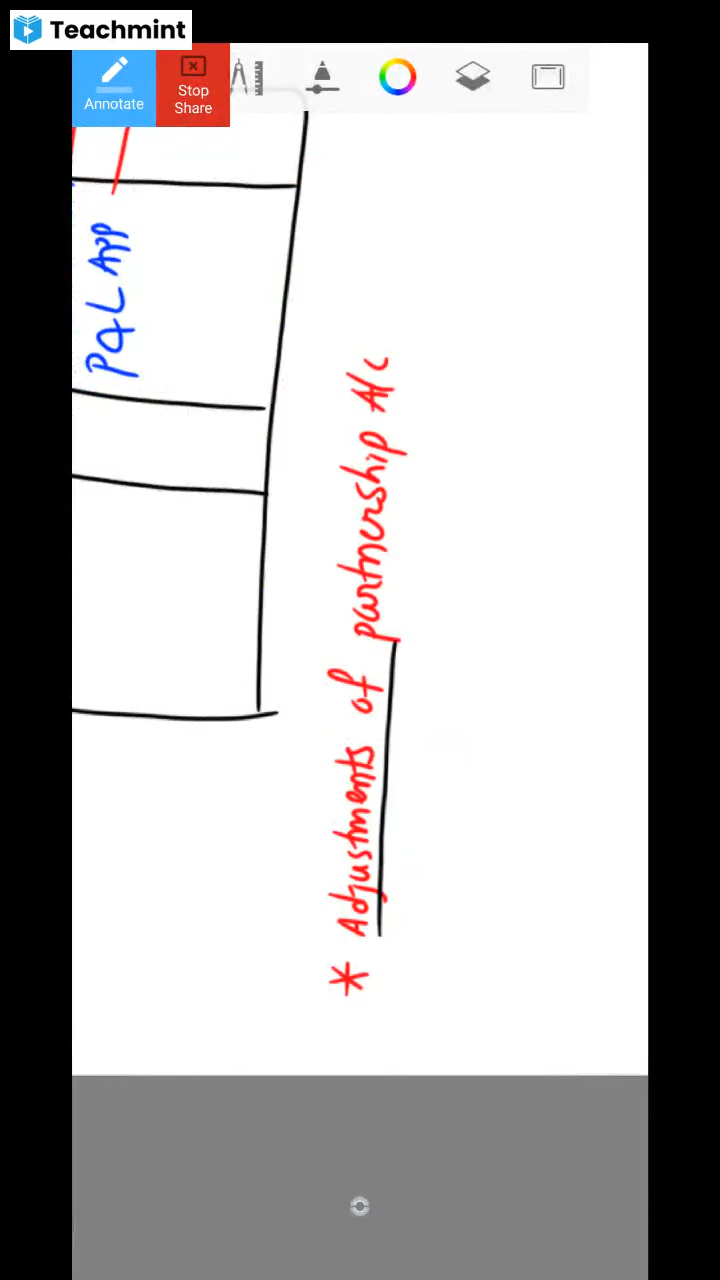 Teachmint
Annotate
Stop
Share
P&L App
* Adjustments of partnership A/c